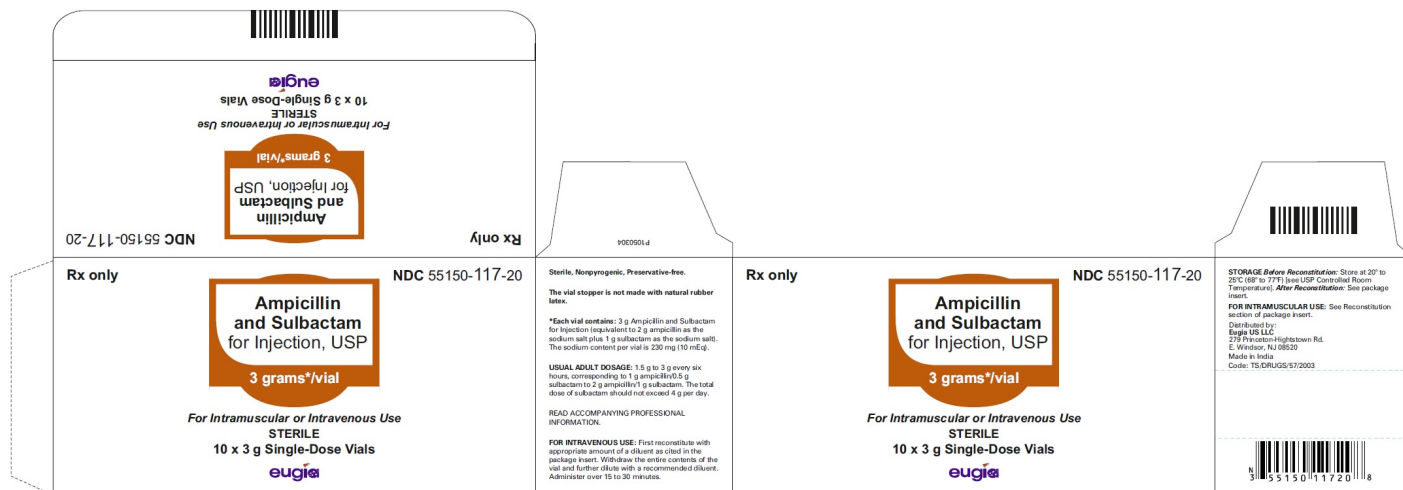 eugia
10 x 3 g Single-Dose Vials
STERILE
For Intramuscular or Intravenous Use
3 grams*/vial
Ampicillin
and Sulbactam
for Injection, USP
Rx only
NDC 55150-117-20
P1050304
Rx only
NDC 55150-117-20
Ampicillin
and Sulbactam
for Injection, USP
3 grams*/vial
For Intramuscular or Intravenous Use
STERILE
10 x 3 g Single-Dose Vials
eugia
Sterile, Nonpyrogenic, Preservative-free.
The vial stopper is not made with natural rubber
latex.
*Each vial contains: 3 g Ampicillin and Sulbactam
for Injection (equivalent to 2 g ampicillin as the
sodium salt plus 1 g sulbactam as the sodium salt).
The sodium content per vial is 230 mg (10 mEq).
USUAL ADULT DOSAGE: 1.5 g to 3 g every six
hours, corresponding to 1 g ampicillin/0.5 g
sulbactam to 2 g ampicillin/1 g sulbactam. The total
dose of sulbactam should not exceed 4 g per day.
READ ACCOMPANYING PROFESSIONAL
INFORMATION.
FOR INTRAVENOUS USE: First reconstitute with
appropriate amount of a diluent as cited in the
package insert. Withdraw the entire contents of the
vial and further dilute with a recommended diluent.
Administer over 15 to 30 minutes.
Rx only
NDC 55150-117-20
Ampicillin
and Sulbactam
for Injection, USP
3 grams*/vial
For Intramuscular or Intravenous Use
STERILE
10 x 3 g Single-Dose Vials
eugia
STORAGE Before Reconstitution: Store at 20° to
25°C (68° to 77°F) [see USP Controlled Room
Temperature]. After Reconstitution: See package
insert.
FOR INTRAMUSCULAR USE: See Reconstitution
section of package insert.
Distributed by:
Eugia US LLC
279 Princeton-Hightstown Rd.
E. Windsor, NJ 08520
Made in India
Code: TS/DRUGS/57/2003
N
3 55150 11720 8